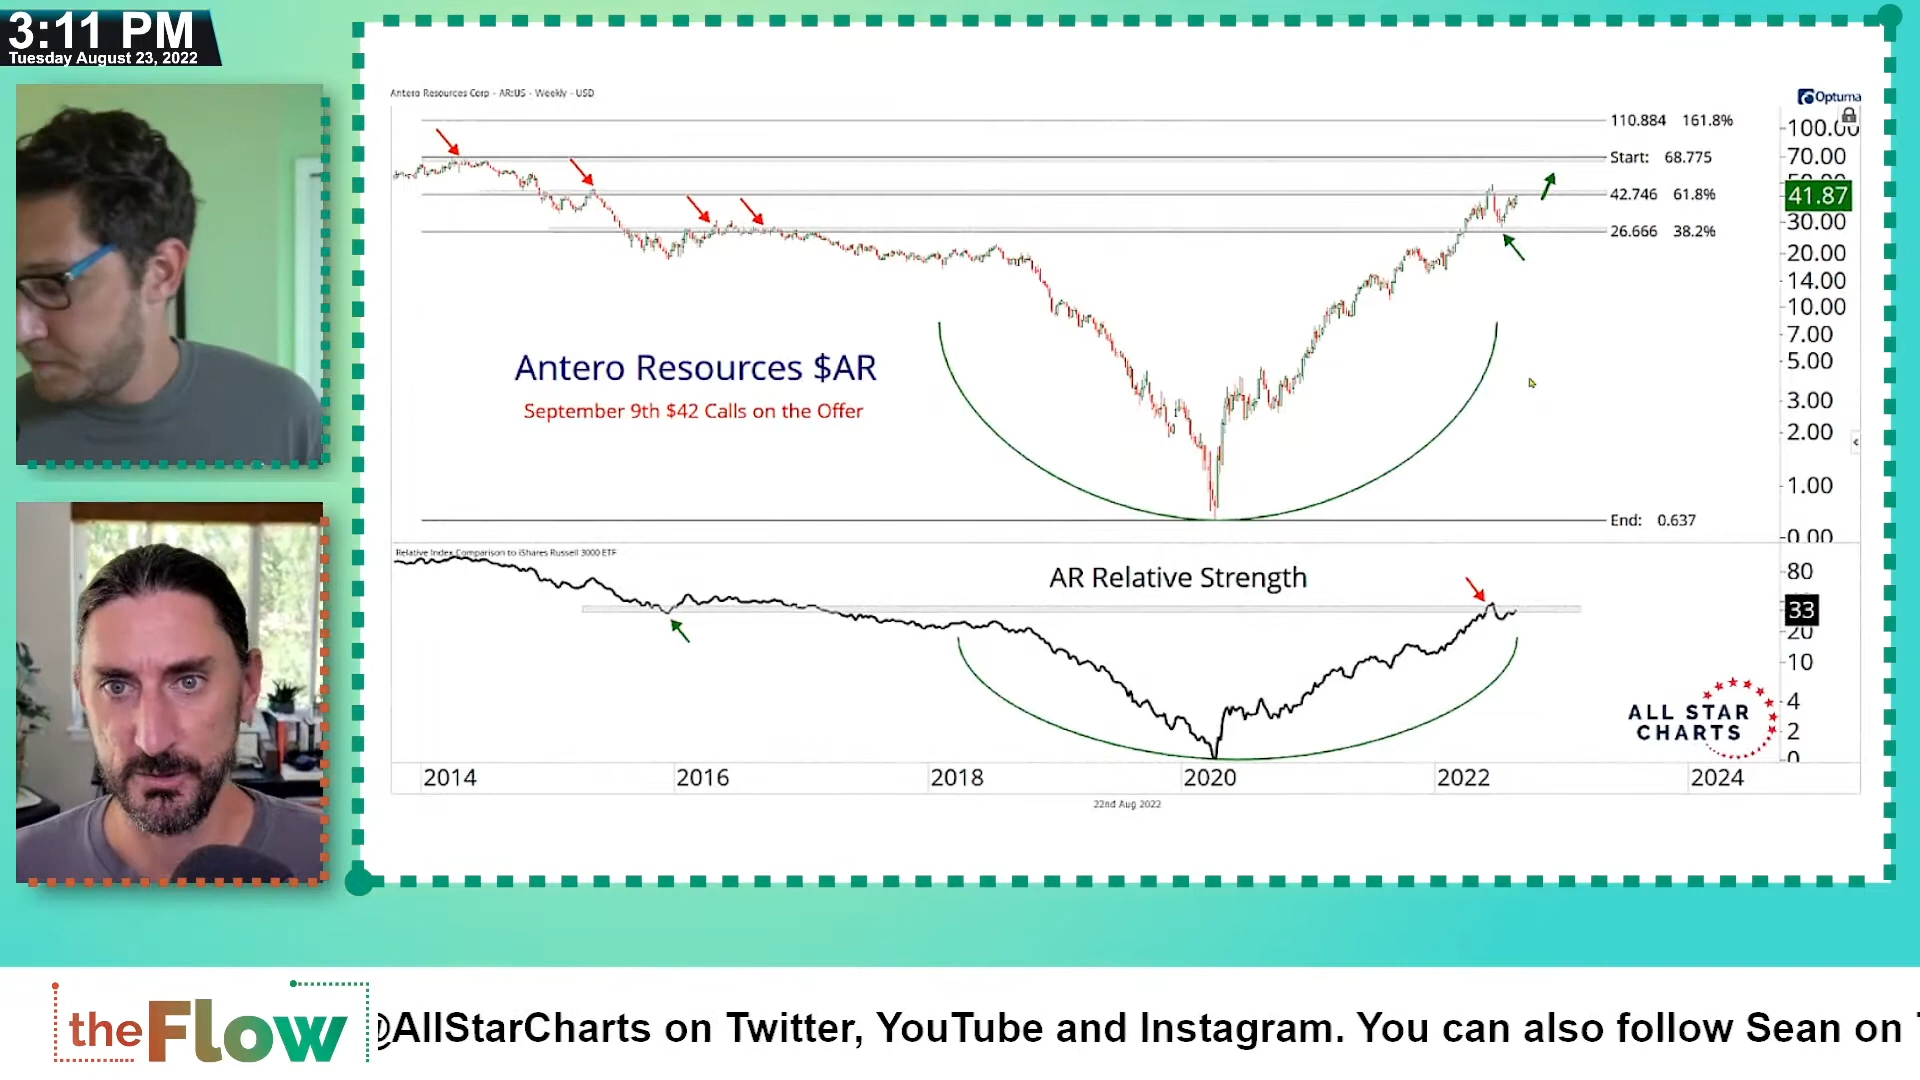 3:11 PM
Tuesday August 23, 2022
Antero Resources Corp - AR:US - Weekly - USD
Optuma
110.884 161.8%
Start: 68.775
42.746 61.8%
26.666 38.2%
End: 0.637
100.00
70.00
41.87
30.00
20.00
14.00
10.00
7.00
5.00
3.00
2.00
1.00
0.00
Antero Resources $AR
September 9th $42 Calls on the Offer
Relative Index Comparison to iShares Russell 3000 ETF
AR Relative Strength
80
33
20
10
4
2
0
ALL STAR
CHARTS
2014 2016 2018 2020 2022 2024
22nd Aug 2022
theFlow
@AllStarCharts on Twitter, YouTube and Instagram. You can also follow Sean on